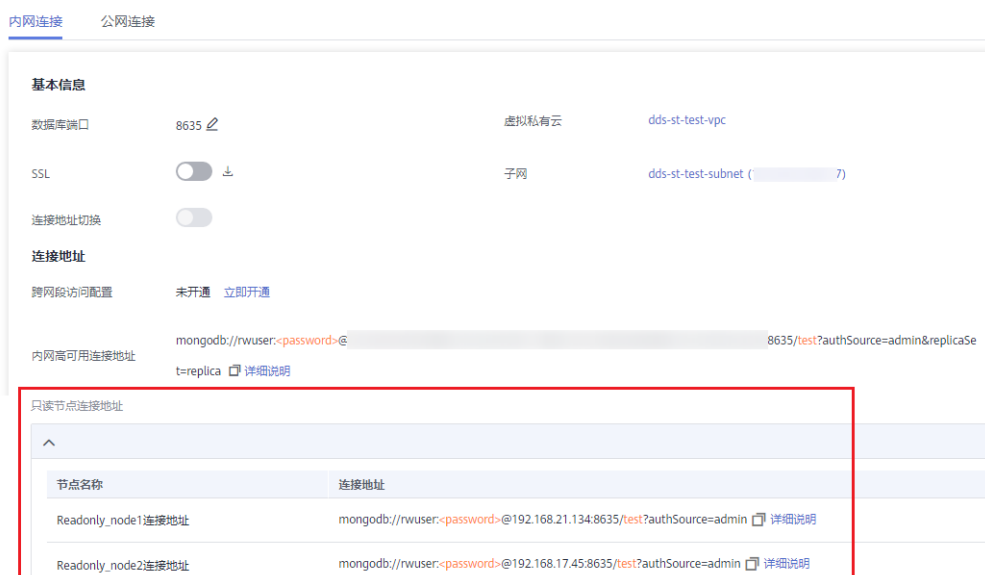 内网连接 公网连接
基本信息
数据库端口 8635 虚拟私有云 dds-st-test-vpc
SSL 子网 dds-st-test-subnet ( 7)
连接地址切换
连接地址
跨网段访问配置 未开通 立即开通
内网高可用连接地址 mongodb://rwuser:<password>@ 8635/test?authSource=admin&replicaSe
t=replica 详细说明
只读节点连接地址
节点名称 连接地址
Readonly_node1连接地址 mongodb://rwuser:<password>@192.168.21.134:8635/test?authSource=admin 详细说明
Readonly_node2连接地址 mongodb://rwuser:<password>@192.168.17.45:8635/test?authSource=admin 详细说明